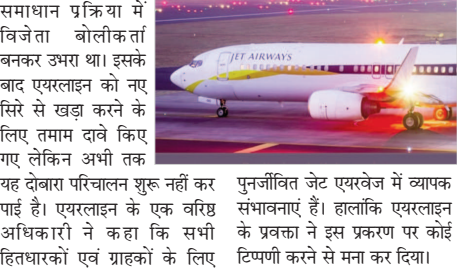 समाधान प्रक्रिया में
विजेता बोलीकर्ता
बनकर उभरा था। इसके
बाद एयरलाइन को नए
सिरे से खड़ा करने के
लिए तमाम दावे किए
गए लेकिन अभी तक
यह दोबारा परिचालन शुरू नहीं कर
पाई है। एयरलाइन के एक वरिष्ठ
अधिकारी ने कहा कि सभी
हितधारकों एवं ग्राहकों के लिए
JET AIRWAYS
पुनर्जीवित जेट एयरवेज में व्यापक
संभावनाएं हैं। हालांकि एयरलाइन
के प्रवक्ता ने इस प्रकरण पर कोई
टिप्पणी करने से मना कर दिया।